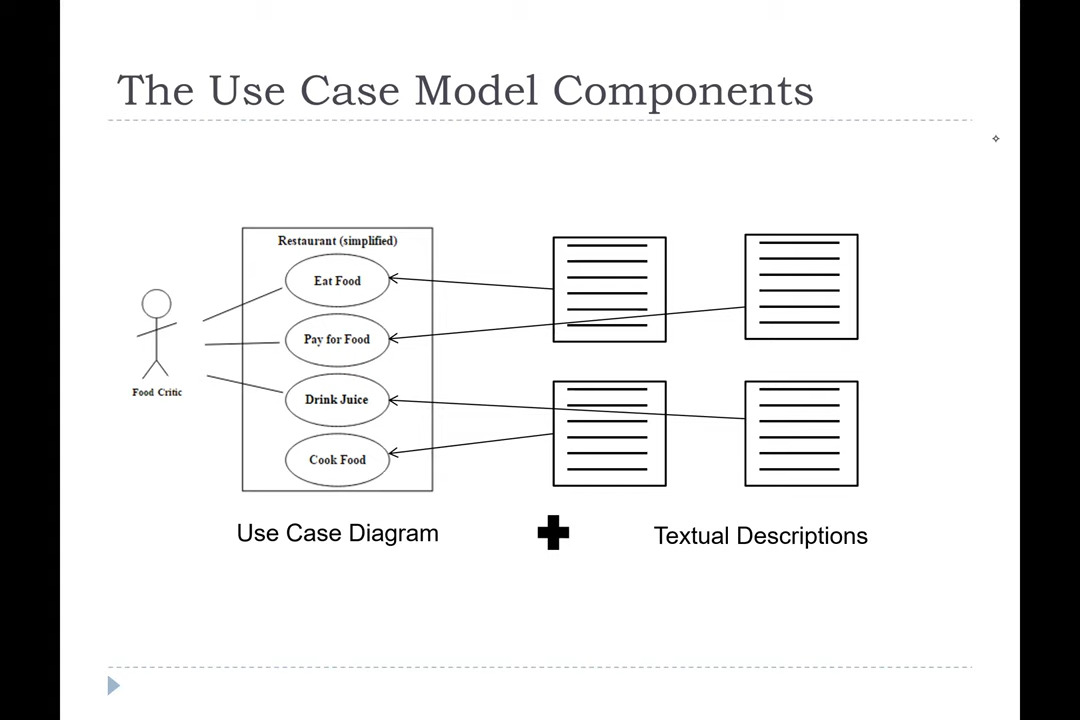 The Use Case Model Components
Restaurant (simplified)
Eat Food
Pay for Food
Drink Juice
Cook Food
Food Critic
Use Case Diagram
Textual Descriptions